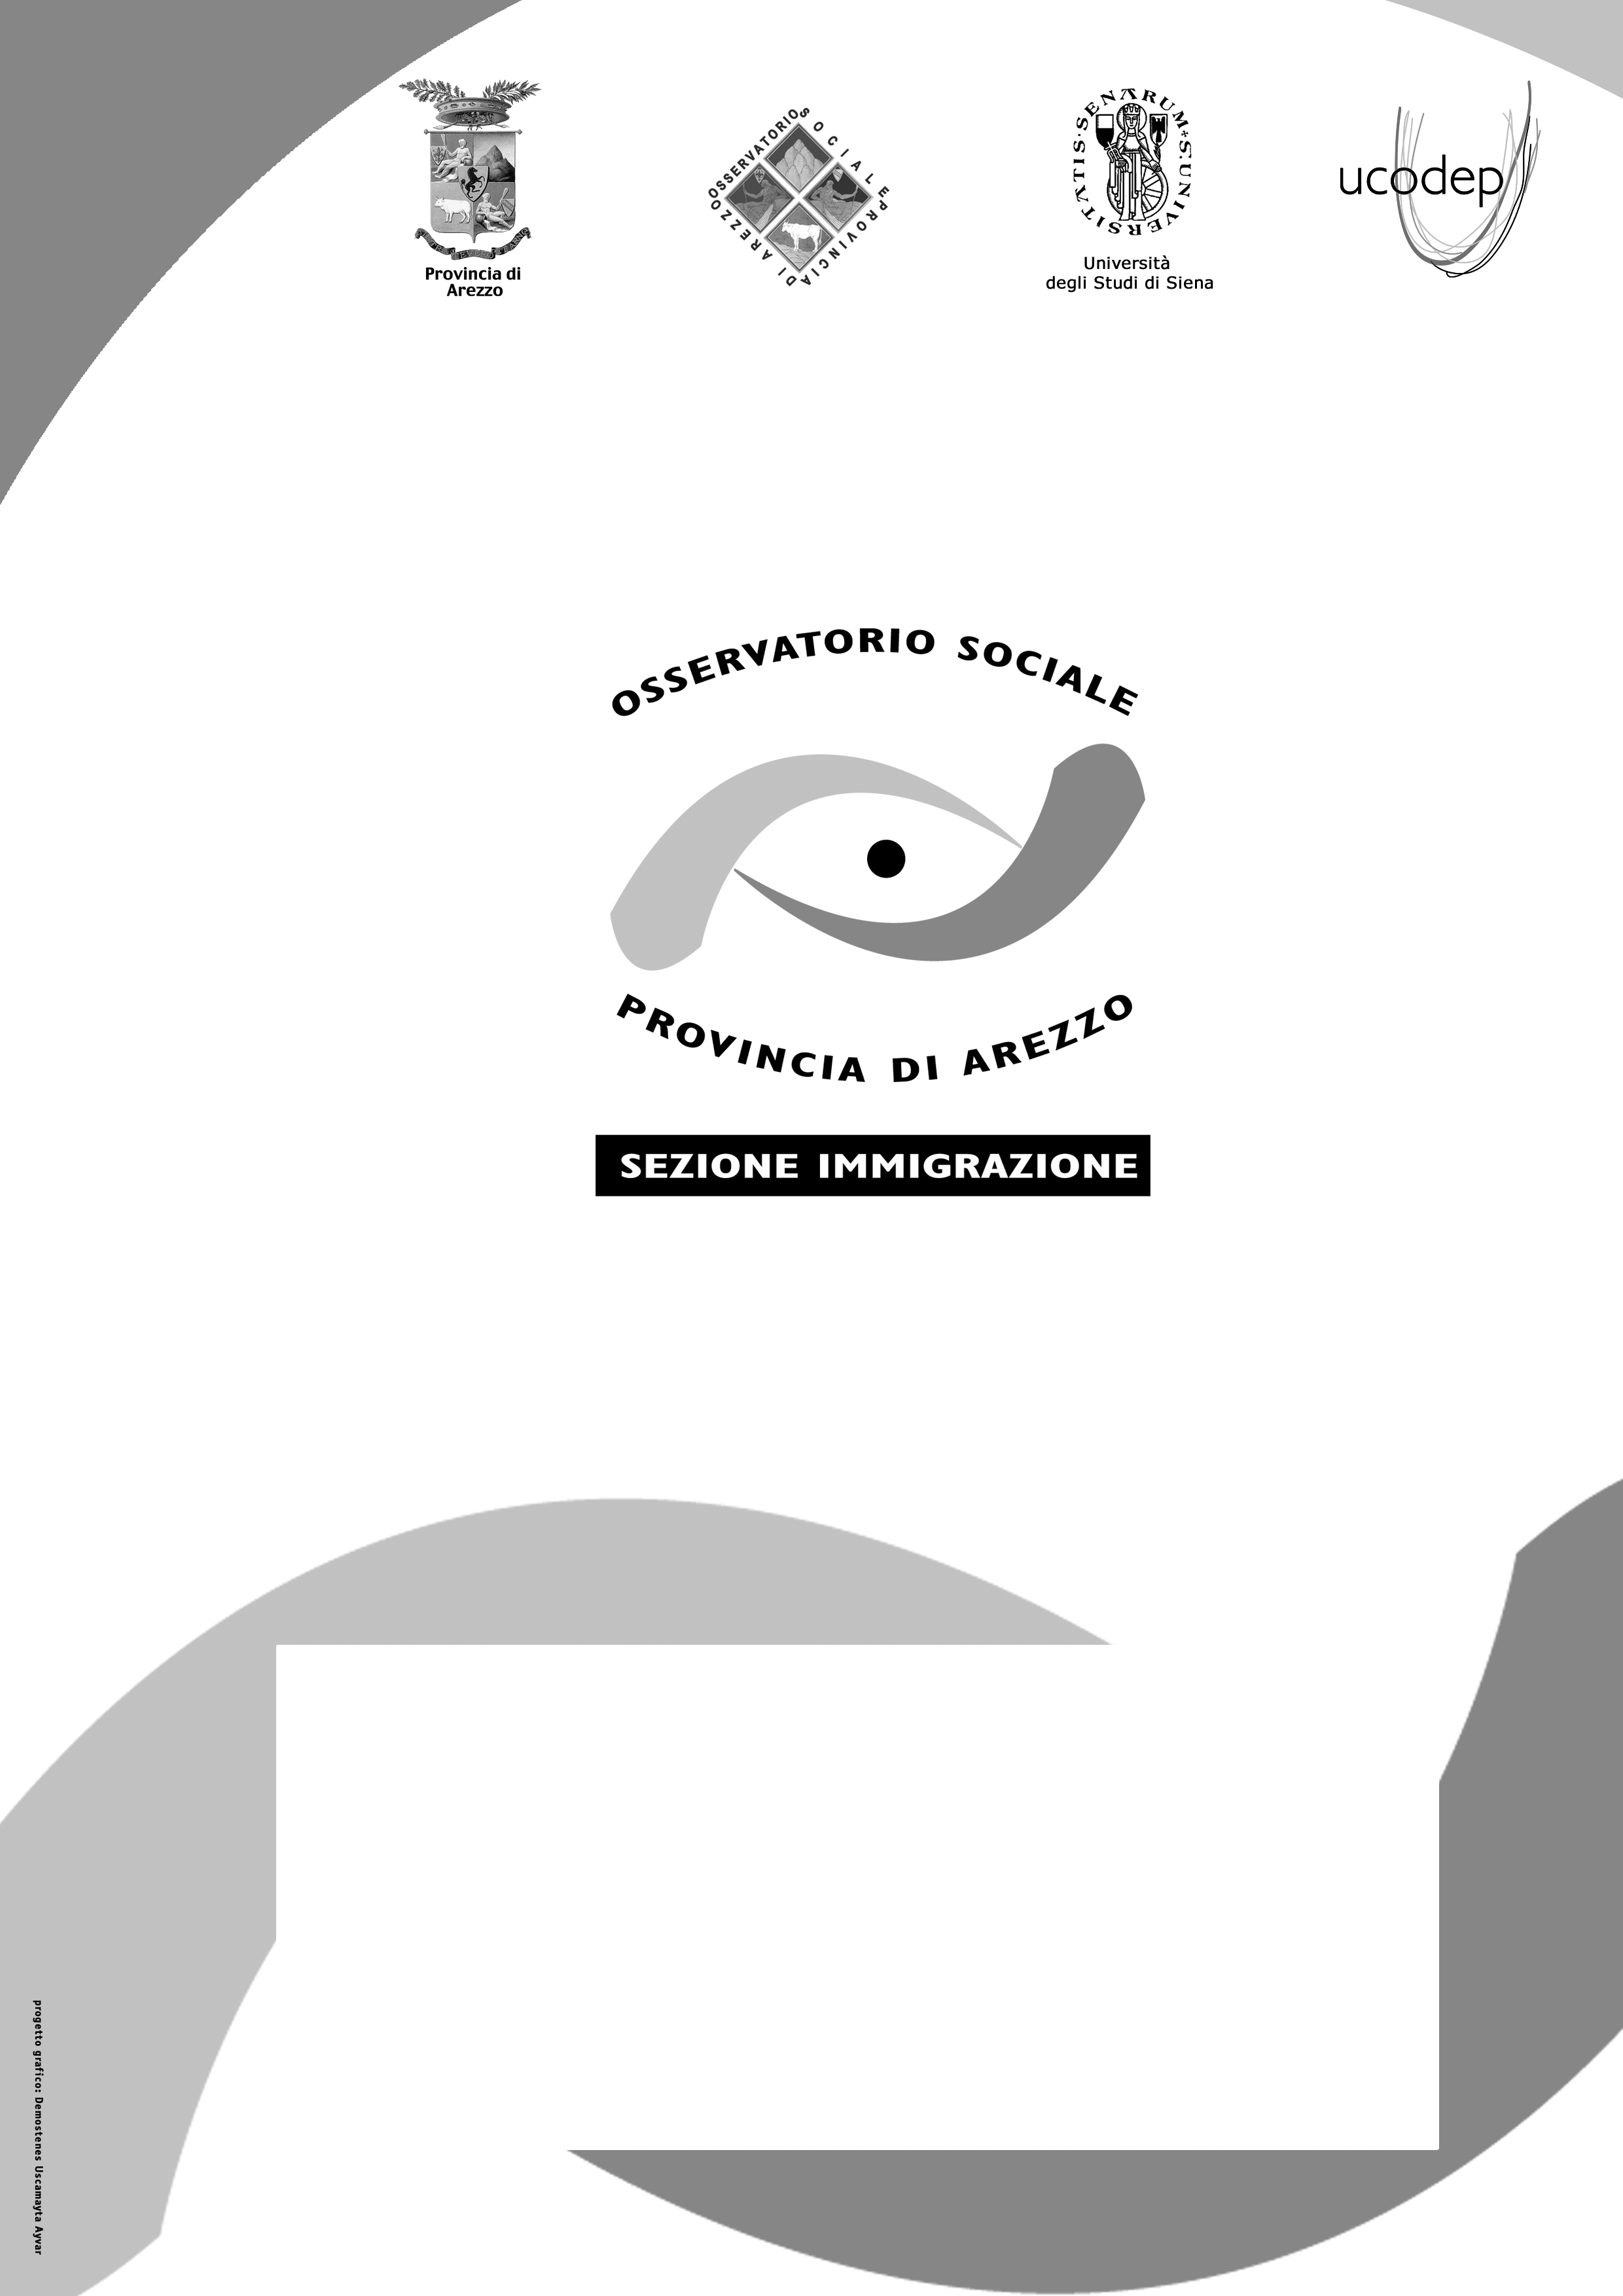 Provincia di
Arezzo
OSSERVATORIO SOCIALE PROVINCIA DI AREZZO
SENARUM · S. UNIVERSITATIS ·
Università
degli Studi di Siena
ucodep
OSSERVATORIO SOCIALE
PROVINCIA DI AREZZO
SEZIONE IMMIGRAZIONE
progetto grafico: Demostenes Uscamayta Ayvar